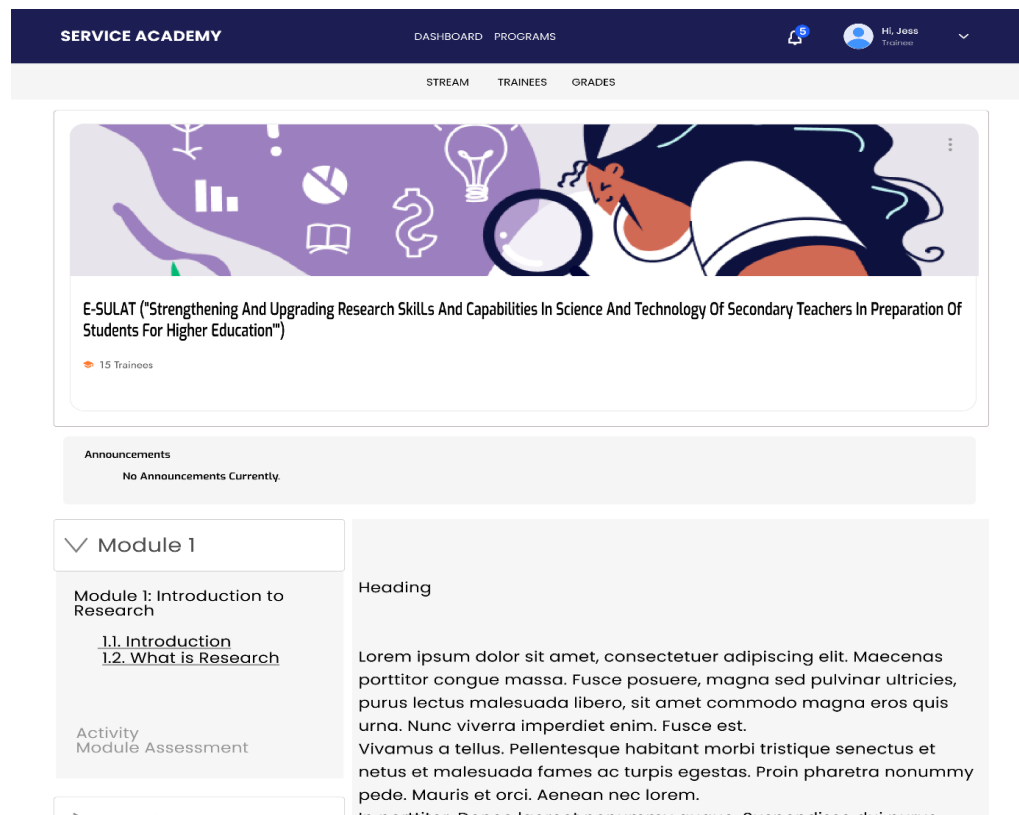 SERVICE ACADEMY
DASHBOARD PROGRAMS
5
Hi, Jess
Trainee
STREAM TRAINEES GRADES
E-SULAT ("Strengthening And Upgrading Research SkilLs And Capabilities In Science And Technology Of Secondary Teachers In Preparation Of
Students For Higher Education"')
15 Trainees
Announcements
No Announcements Currently.
Module 1
Module 1: Introduction to
Research
1.1. Introduction
1.2. What is Research
Activity
Module Assessment
Heading
Lorem ipsum dolor sit amet, consectetuer adipiscing elit. Maecenas
porttitor congue massa. Fusce posuere, magna sed pulvinar ultricies,
purus lectus malesuada libero, sit amet commodo magna eros quis
urna. Nunc viverra imperdiet enim. Fusce est.
Vivamus a tellus. Pellentesque habitant morbi tristique senectus et
netus et malesuada fames ac turpis egestas. Proin pharetra nonummy
pede. Mauris et orci. Aenean nec lorem.